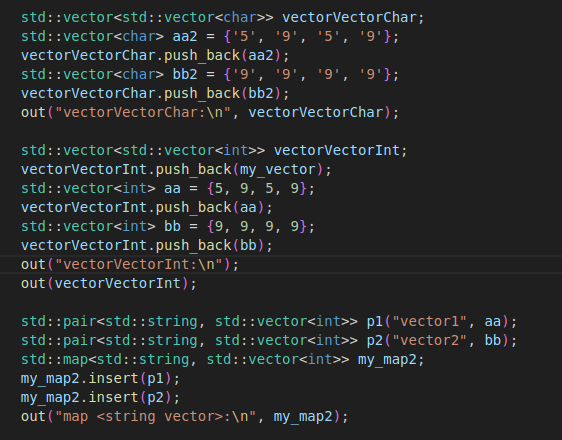 std::vector<std::vector<char>> vectorVectorChar;
std::vector<char> aa2 = {'5', '9', '5', '9'};
vectorVectorChar.push_back(aa2);
std::vector<char> bb2 = {'9', '9', '9', '9'};
vectorVectorChar.push_back(bb2);
out("vectorVectorChar:\n", vectorVectorChar);
std::vector<std::vector<int>> vectorVectorInt;
vectorVectorInt.push_back(my_vector);
std::vector<int> aa = {5, 9, 5, 9};
vectorVectorInt.push_back(aa);
std::vector<int> bb = {9, 9, 9, 9};
vectorVectorInt.push_back(bb);
out("vectorVectorInt:\n");
out(vectorVectorInt);
std::pair<std::string, std::vector<int>> p1("vector1", aa);
std::pair<std::string, std::vector<int>> p2("vector2", bb);
std::map<std::string, std::vector<int>> my_map2;
my_map2.insert(p1);
my_map2.insert(p2);
out("map <string vector>:\n", my_map2);